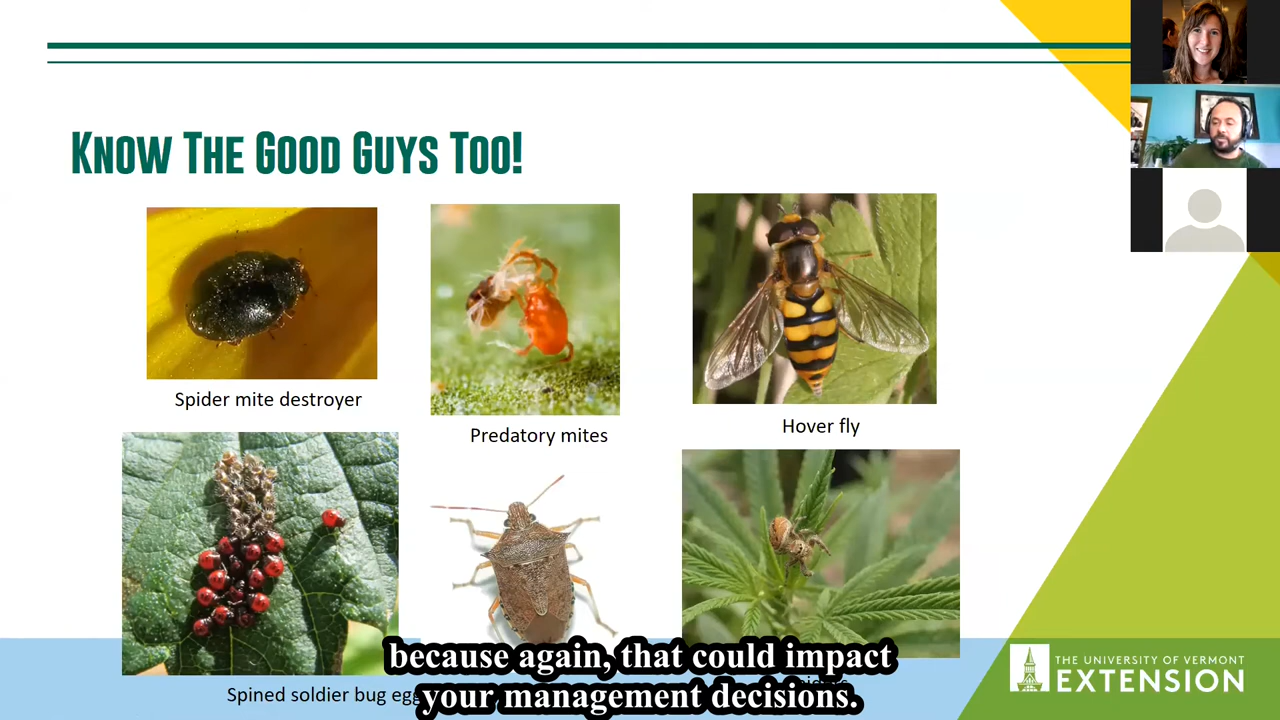 KNOW THE GOOD GUYS TOO!
Spider mite destroyer
Predatory mites
Hover fly
Spined soldier bug
because again, that could impact
your management decisions.
THE UNIVERSITY OF VERMONT
EXTENSION